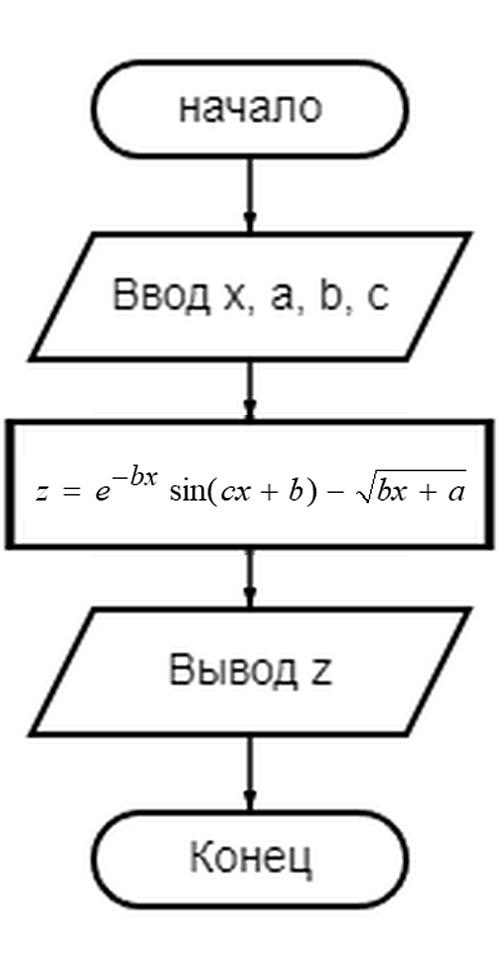 начало
Ввод x, a, b, c
z = e^{-bx} sin(cx + b) − √(bx + a)
Вывод z
Конец